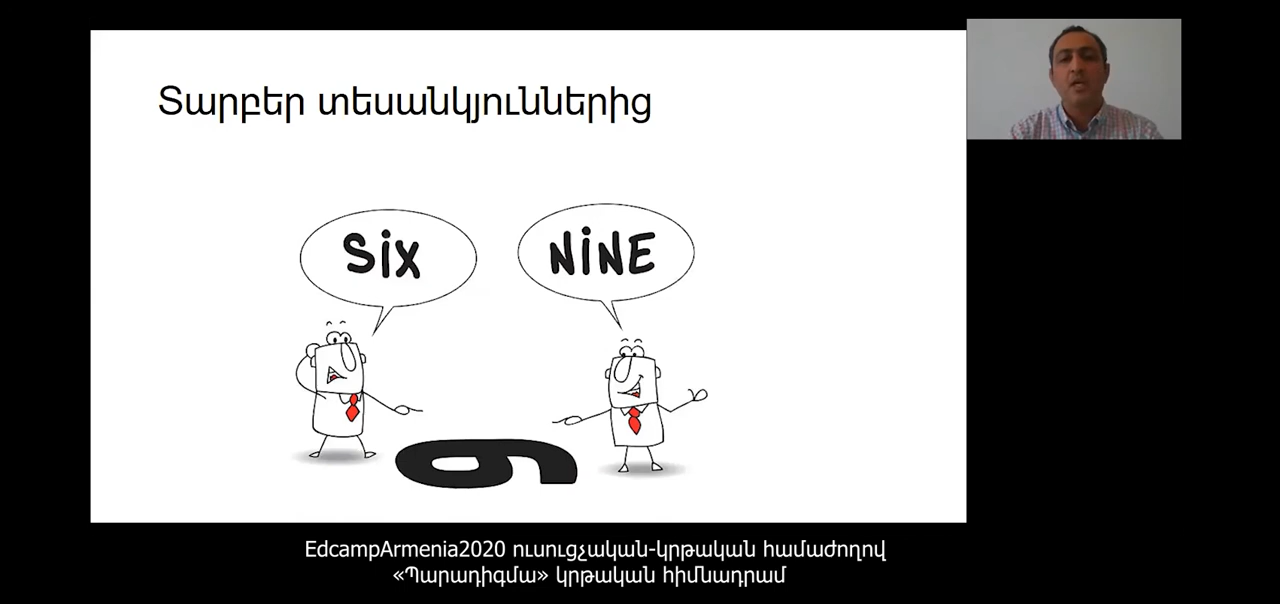 Տարբեր տեսանկյուններից
SiX
NiNE
EdcampArmenia2020 ուսուցչական-կրթական համաժողով
«Պարադիգմա» կրթական հիմնադրամ